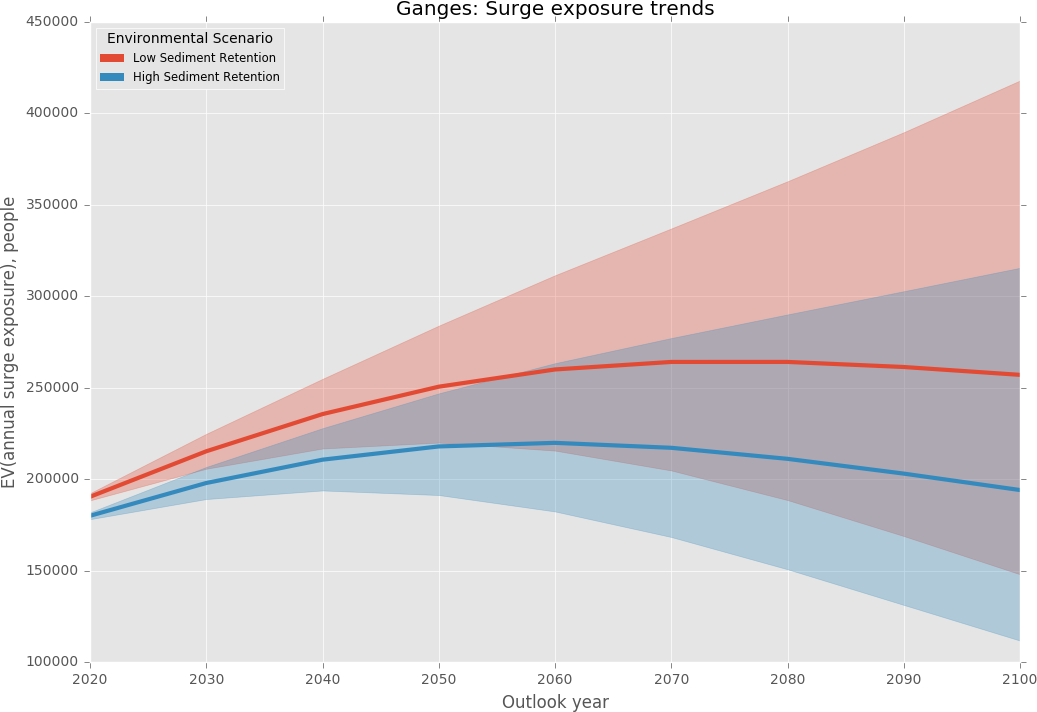 Ganges: Surge exposure trends
Environmental Scenario
Low Sediment Retention
High Sediment Retention
EV(annual surge exposure), people
450000
400000
350000
300000
250000
200000
150000
100000
2020 2030 2040 2050 2060 2070 2080 2090 2100
Outlook year